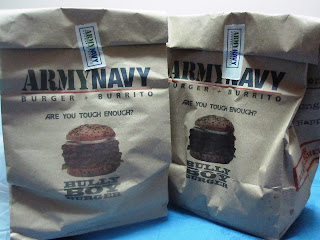 ARMYNAVY
BURGER + BURRITO
ARE YOU TOUGH ENOUGH?
BULLY
BOY
BURGER
ARMYNAVY
BURGER + BURRITO
ARE YOU TOUGH ENOUGH?
BULLY
BOY
BURGER